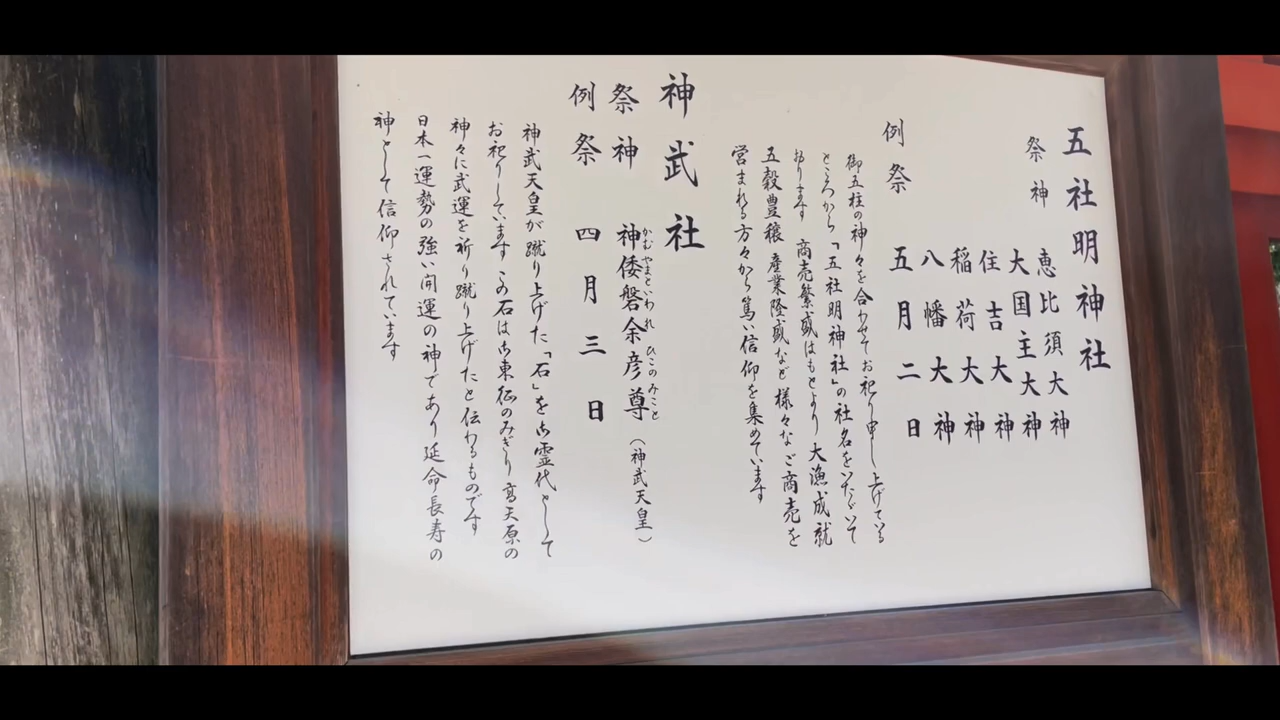 五社明神社
祭神
恵比須大神
大国主大神
住吉大神
稲荷大神
八幡大神
例祭 五月二日
御五柱の神々を合わせてお祀り申し上げている
ところから「五社明神社」の社名をいただいて
おります 商売繁盛はもとより 大漁成就
五穀豊穣 産業隆盛など様々なご商売を
営まれる方々から篤い信仰を集めています
神武社
祭神 神倭磐余彦尊(神武天皇)
かむやまといわれ ひこのみこと
例祭 四月三日
神武天皇が蹴り上げた「石」を御霊代として
お祀りしています この石は御東征のみぎり高天原の
神々に武運を祈り蹴り上げたと伝わるものです
日本一運勢の強い開運の神であり延命長寿の
神として信仰されています